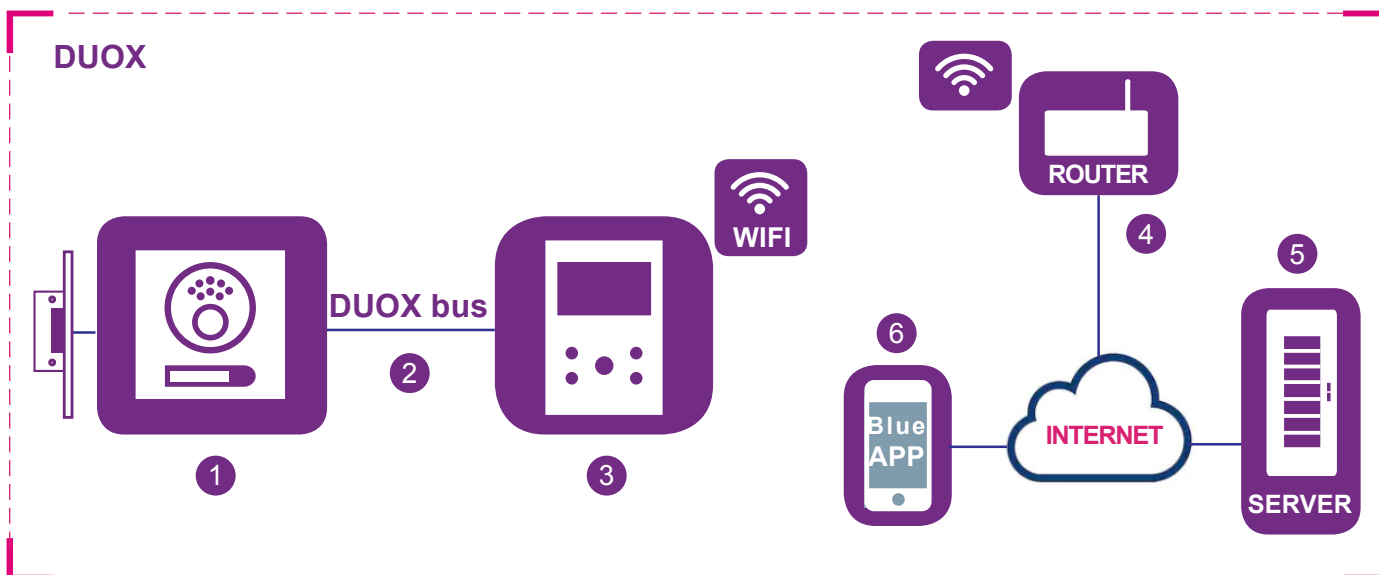 DUOX
ROUTER
WIFI
4
5
DUOX bus
6
2
Blue
APP
INTERNET
1
3
SERVER